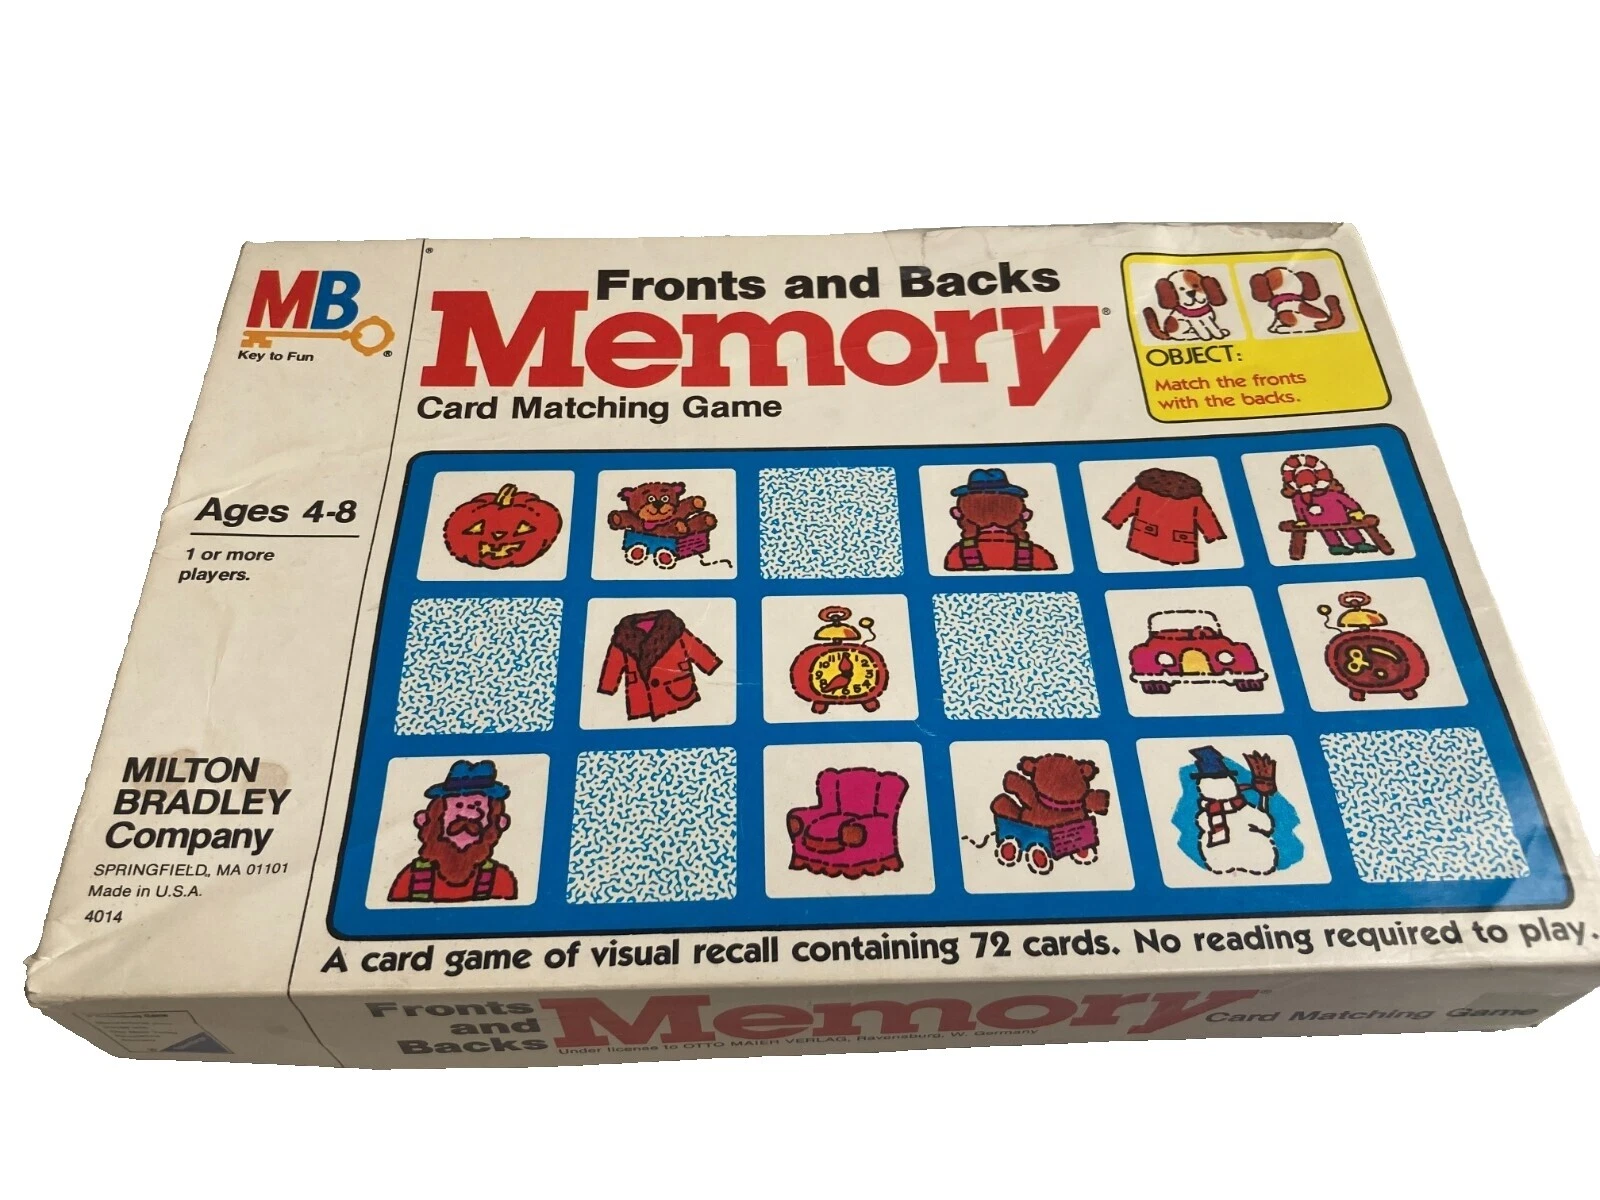 MB®
Key to Fun
®
Fronts and Backs
Memory®
Card Matching Game
OBJECT:
Match the fronts
with the backs.
Ages 4-8
1 or more
players.
MILTON
BRADLEY
Company
SPRINGFIELD, MA 01101
Made in U.S.A.
4014
A card game of visual recall containing 72 cards. No reading required to play.
Fronts
and
Backs
Memory®
Card Matching Game
Under license to OTTO MAIER VERLAG, Ravensburg, W. Germany